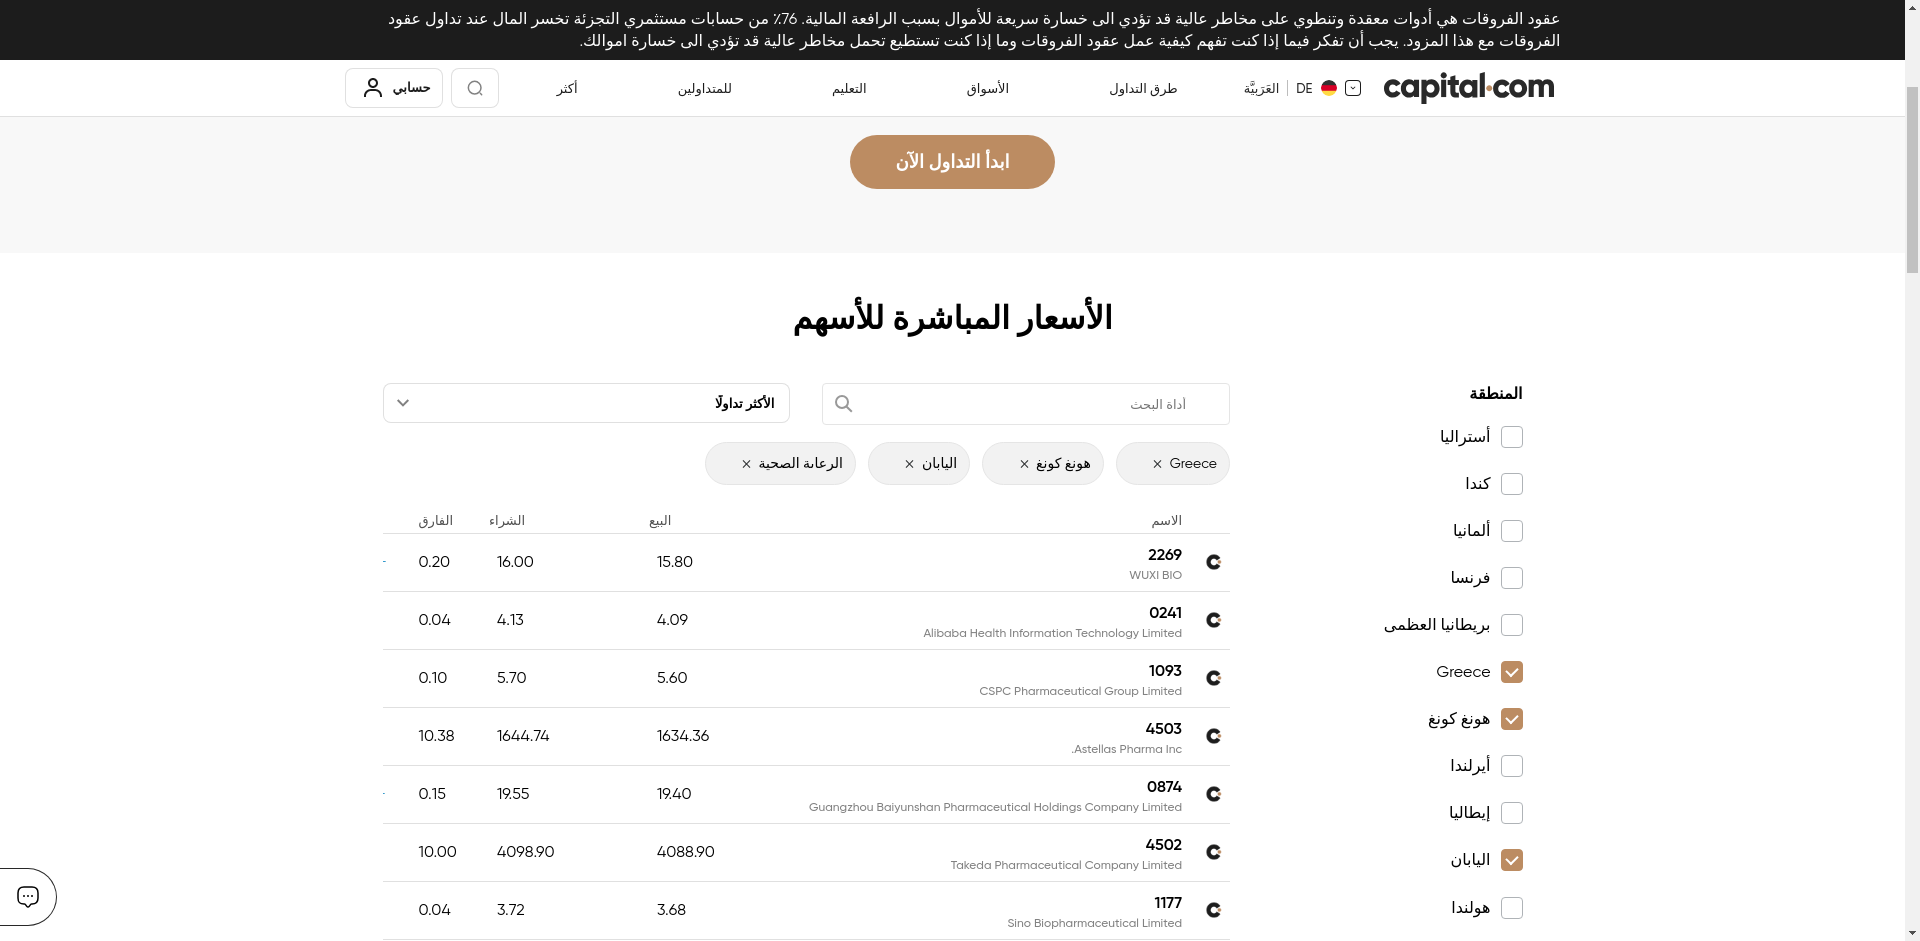 عقود الفروقات هي أدوات معقدة وتنطوي على مخاطر عالية قد تؤدي الى خسارة سريعة للأموال بسبب الرافعة المالية. 76٪ من حسابات مستثمري التجزئة تخسر المال عند تداول عقود
الفروقات مع هذا المزود. يجب أن تفكر فيما إذا كنت تفهم كيفية عمل عقود الفروقات وما إذا كنت تستطيع تحمل مخاطر عالية قد تؤدي الى خسارة اموالك.
capital.com
DE العَرَبِيَّة
طرق التداول
الأسواق
التعليم
للمتداولين
أكثر
حسابي
ابدأ التداول الآن
الأسعار المباشرة للأسهم
المنطقة
أستراليا
كندا
ألمانيا
فرنسا
بريطانيا العظمى
Greece
هونغ كونغ
أيرلندا
إيطاليا
اليابان
هولندا
أداة البحث
الأكثر تداولًا
Greece ×
هونغ كونغ ×
اليابان ×
الرعاية الصحية ×
الاسم البيع الشراء الفارق
2269 15.80 16.00 0.20 -
WUXI BIO
0241 4.09 4.13 0.04
Alibaba Health Information Technology Limited
1093 5.60 5.70 0.10
CSPC Pharmaceutical Group Limited
4503 1634.36 1644.74 10.38
.Astellas Pharma Inc
0874 19.40 19.55 0.15 -
Guangzhou Baiyunshan Pharmaceutical Holdings Company Limited
4502 4088.90 4098.90 10.00
Takeda Pharmaceutical Company Limited
1177 3.68 3.72 0.04
Sino Biopharmaceutical Limited